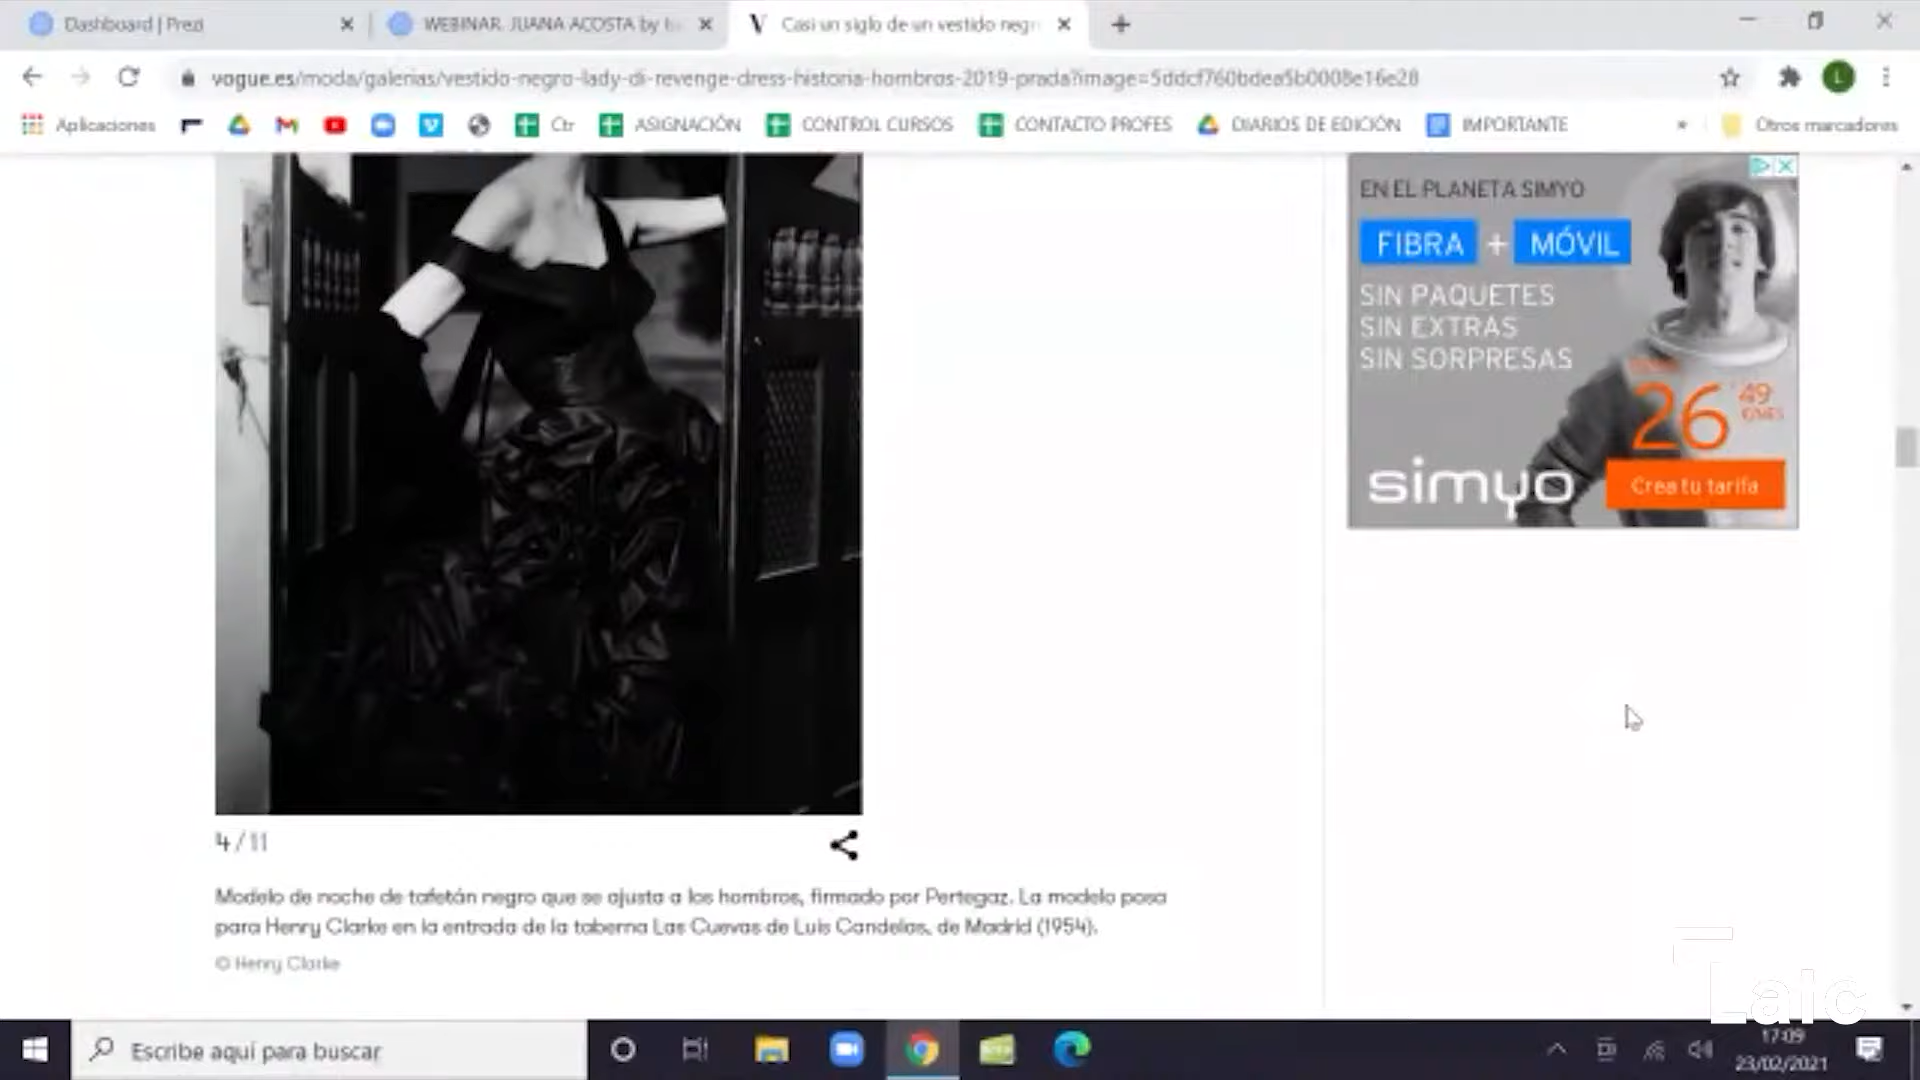 Dashboard | Prezi
WEBINAR. JUANA ACOSTA by
Casi un siglo de un vestido negr
vogue.es/moda/galerias/vestido-negro-lady-di-revenge-dress-historia-hombros-2019-prada?image=5ddcf760bdea5b0008e16e28
L
Aplicaciones
Ctr
ASIGNACIÓN
CONTROL CURSOS
CONTACTO PROFES
DIARIOS DE EDICIÓN
IMPORTANTE
Otros marcadores
EN EL PLANETA SIMYO
FIBRA + MÓVIL
SIN PAQUETES
SIN EXTRAS
SIN SORPRESAS
26 49
€/MES
simyo
Crea tu tarifa
4 / 11
Modelo de noche de tafetán negro que se ajusta a los hombros, firmado por Pertegaz. La modelo posa
para Henry Clarke en la entrada de la taberna Las Cuevas de Luis Candelas, de Madrid (1954).
© Henry Clarke
Laic
Escribe aquí para buscar
17:09
23/02/2021